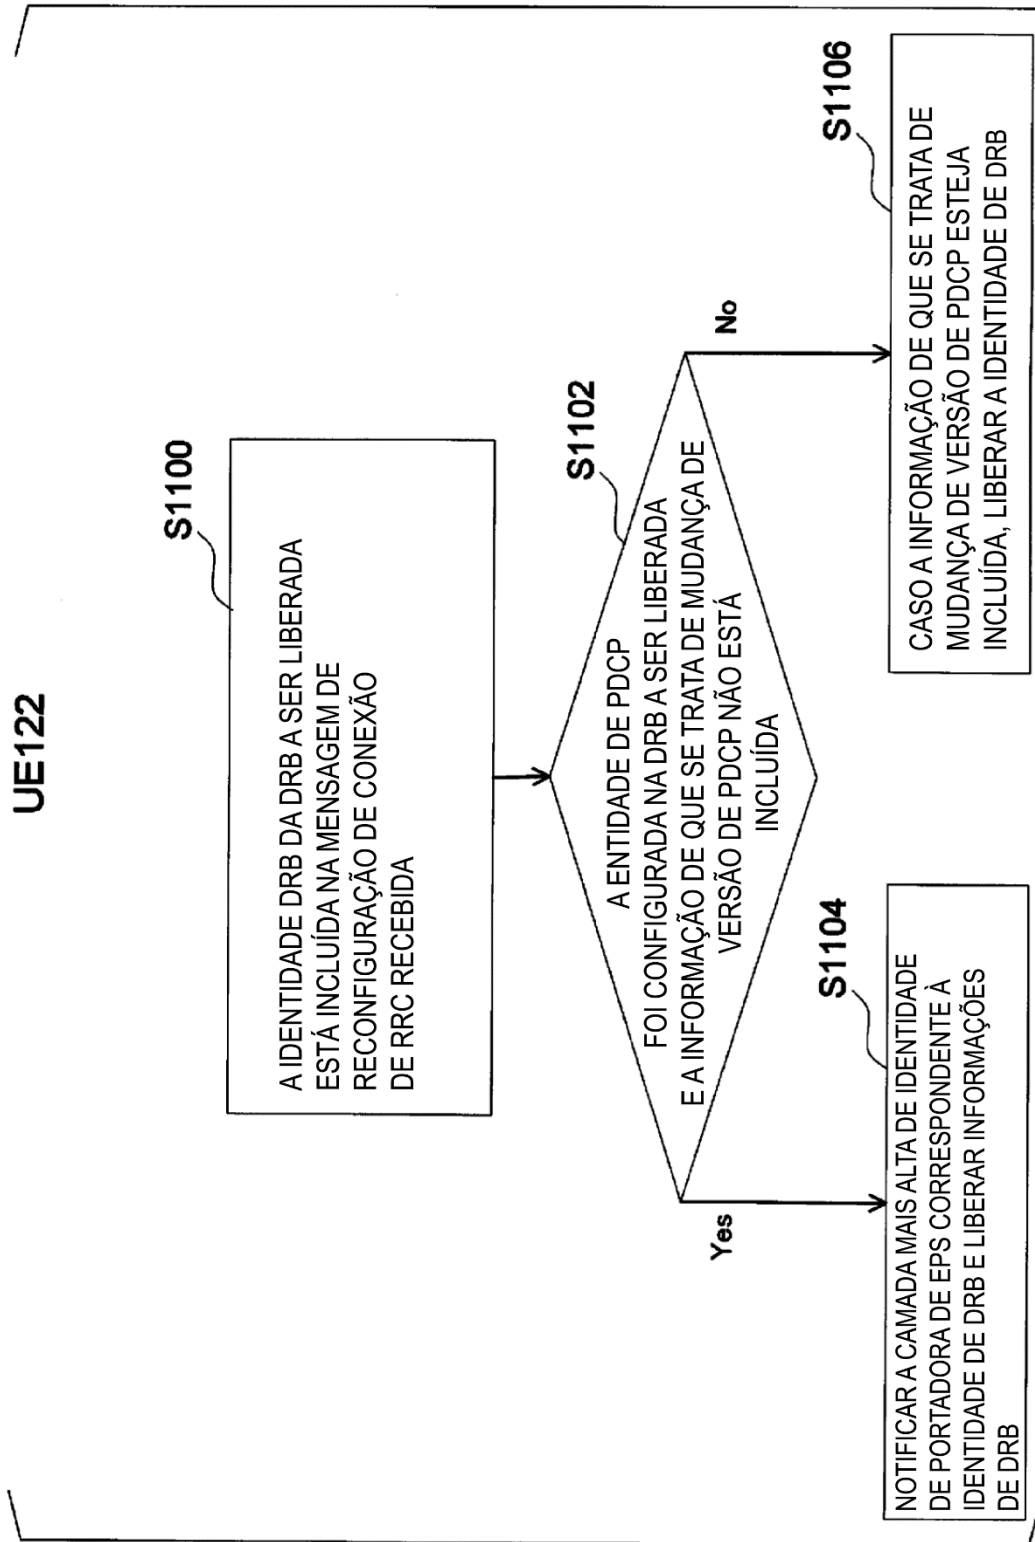 UE122
S1100
A IDENTIDADE DRB DA DRB A SER LIBERADA
ESTÁ INCLUÍDA NA MENSAGEM DE
RECONFIGURAÇÃO DE CONEXÃO
DE RRC RECEBIDA
S1102
A ENTIDADE DE PDCP
FOI CONFIGURADA NA DRB A SER LIBERADA
E A INFORMAÇÃO DE QUE SE TRATA DE MUDANÇA DE
VERSÃO DE PDCP NÃO ESTÁ
INCLUÍDA
Yes
No
S1104
NOTIFICAR A CAMADA MAIS ALTA DE IDENTIDADE
DE PORTADORA DE EPS CORRESPONDENTE À
IDENTIDADE DE DRB E LIBERAR INFORMAÇÕES
DE DRB
S1106
CASO A INFORMAÇÃO DE QUE SE TRATA DE
MUDANÇA DE VERSÃO DE PDCP ESTEJA
INCLUÍDA, LIBERAR A IDENTIDADE DE DRB